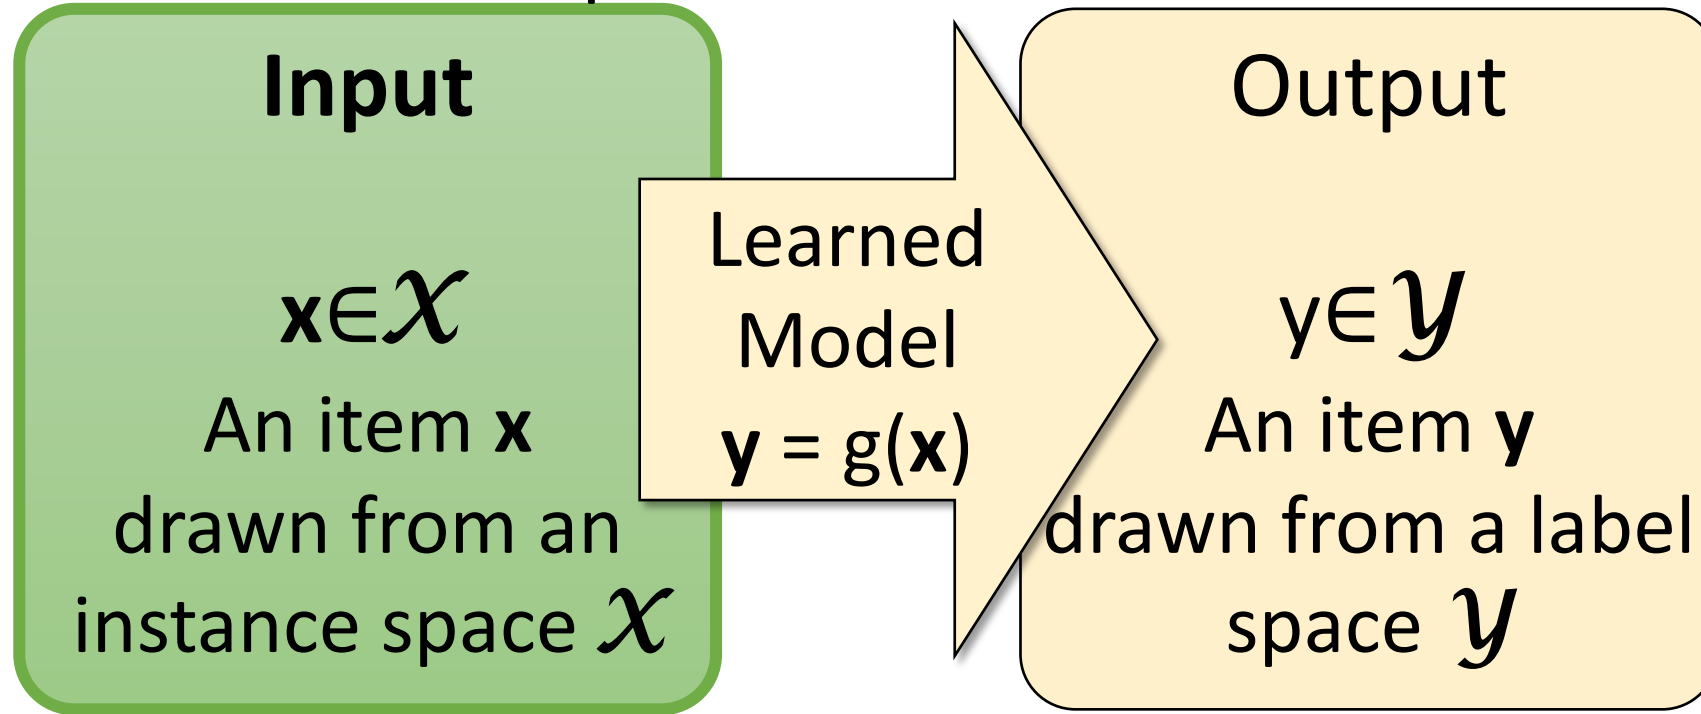 Input
x∈𝒳
An item x
drawn from an
instance space 𝒳
Learned
Model
y = g(x)
Output
y∈𝒴
An item y
drawn from a label
space 𝒴